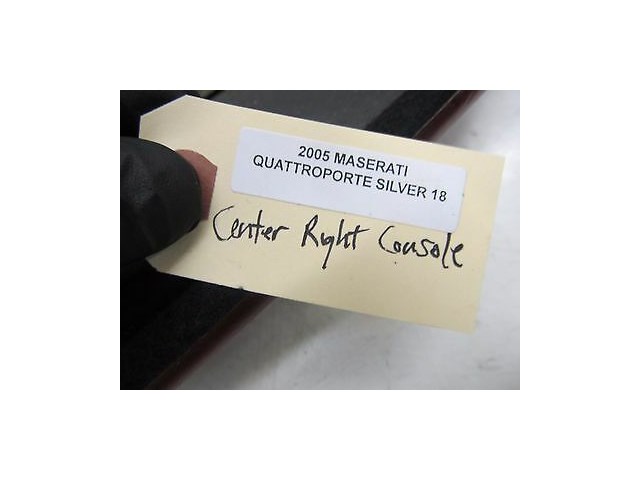 2005 MASERATI
QUATTROPORTE SILVER 18
Center Right Console